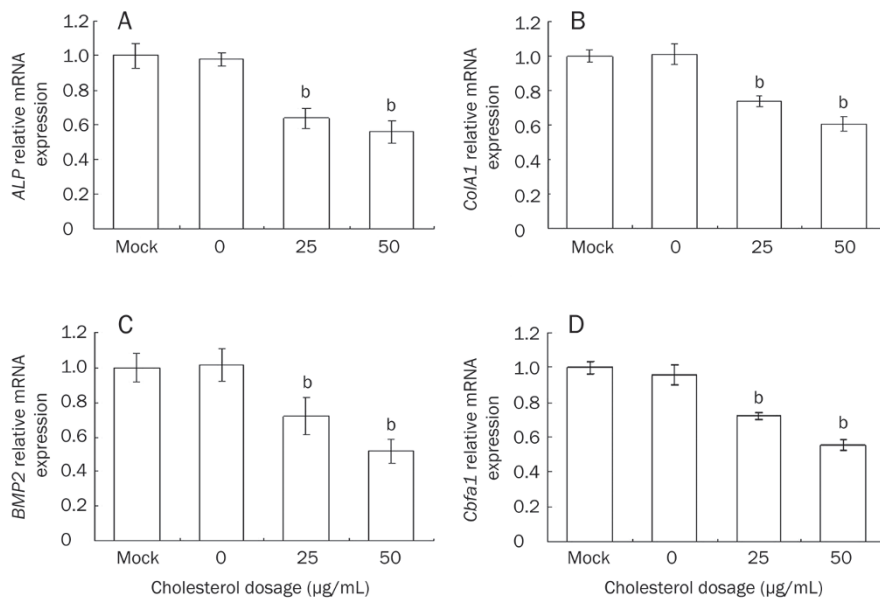 A
ALP relative mRNA
expression
1.2
1.0
0.8
0.6
0.4
0.2
0
b
b
Mock
0
25
50
B
ColA1 relative mRNA
expression
1.2
1.0
0.8
0.6
0.4
0.2
0
b
b
Mock
0
25
50
C
BMP2 relative mRNA
expression
1.2
1.0
0.8
0.6
0.4
0.2
0
b
b
Mock
0
25
50
Cholesterol dosage (µg/mL)
D
Cbfa1 relative mRNA
expression
1.2
1.0
0.8
0.6
0.4
0.2
0
b
b
Mock
0
25
50
Cholesterol dosage (µg/mL)